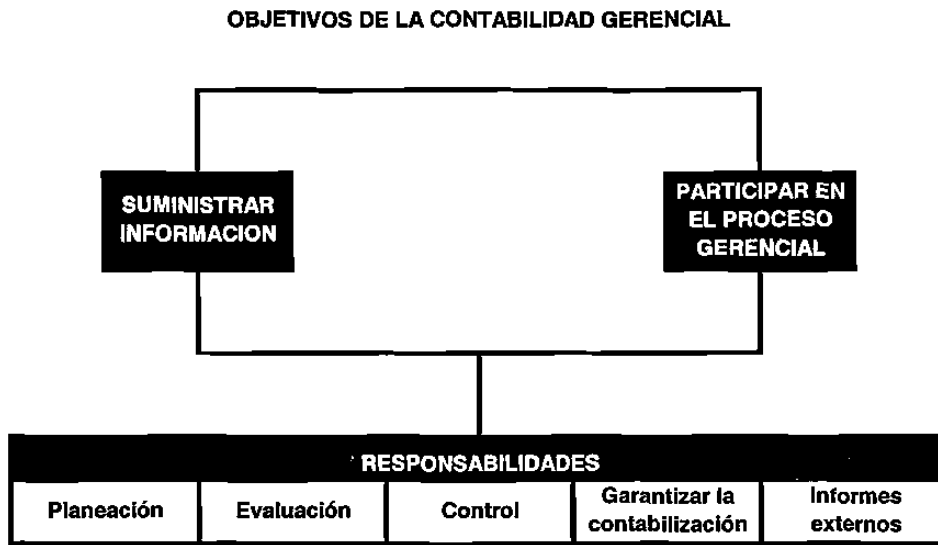 OBJETIVOS DE LA CONTABILIDAD GERENCIAL
SUMINISTRAR
INFORMACION
PARTICIPAR EN
EL PROCESO
GERENCIAL
RESPONSABILIDADES
Planeación
Evaluación
Control
Garantizar la
contabilización
Informes
externos